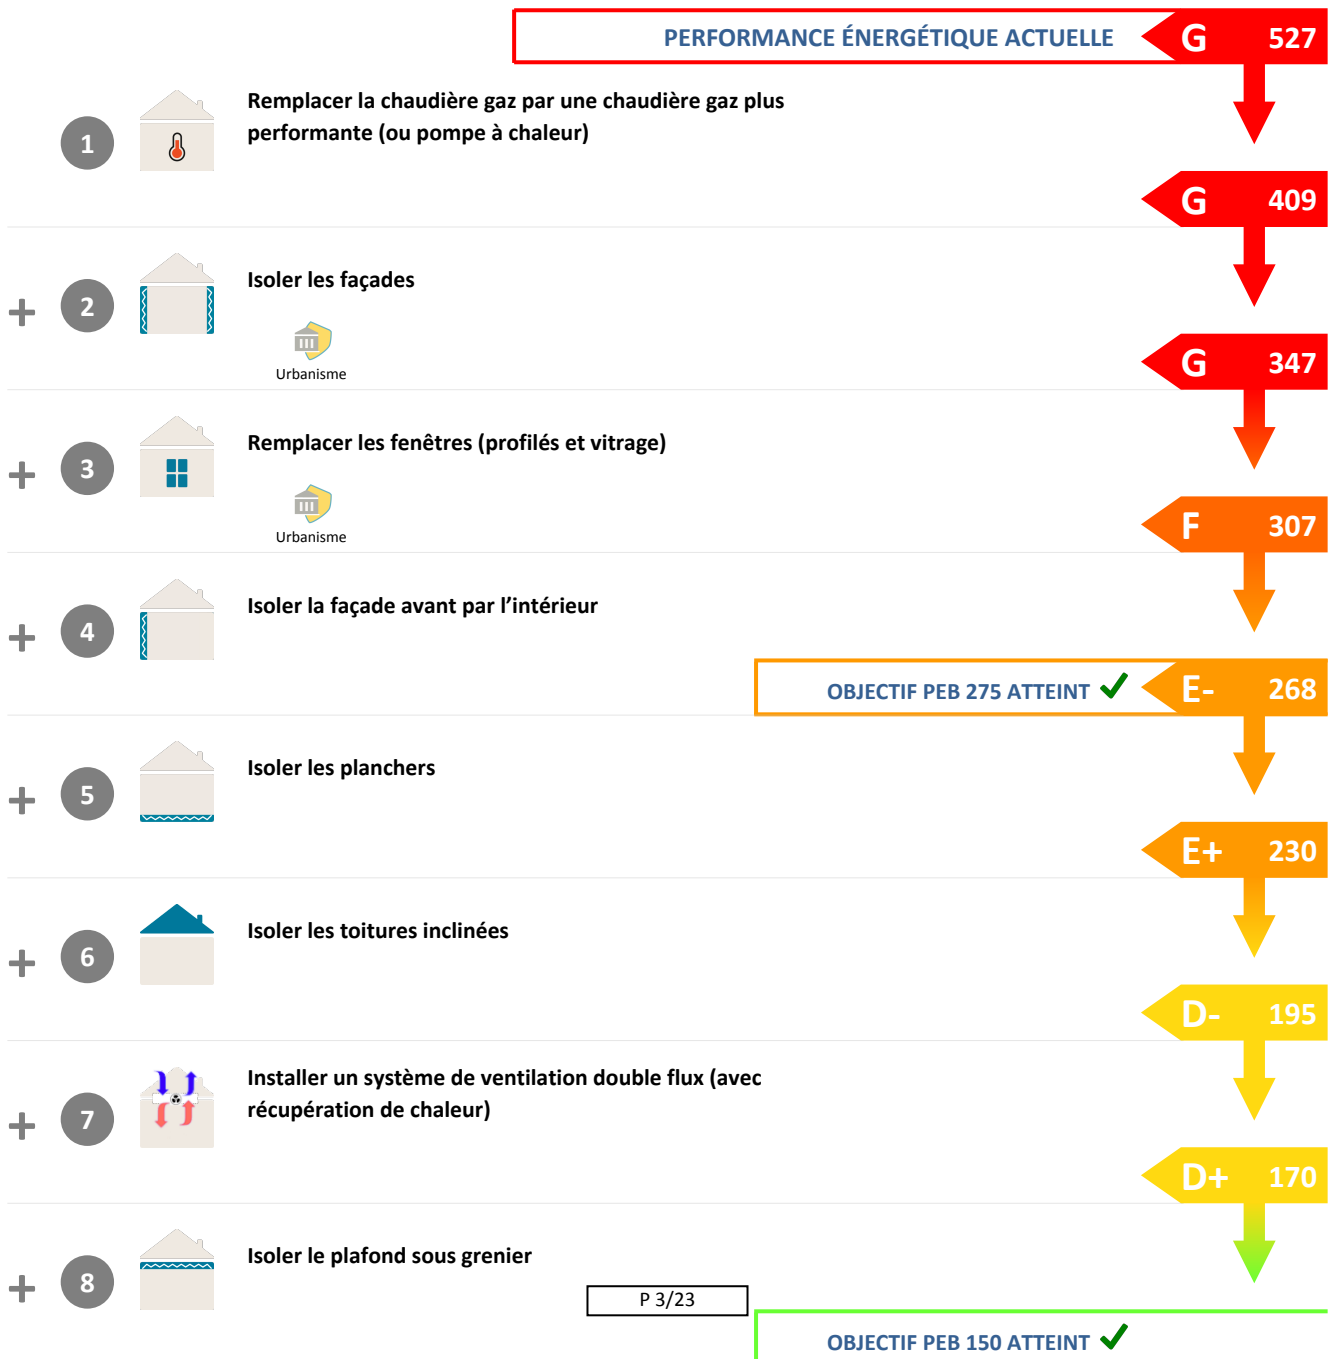 PERFORMANCE ÉNERGÉTIQUE ACTUELLE G 527
1 Remplacer la chaudière gaz par une chaudière gaz plus
performante (ou pompe à chaleur)
G 409
+ 2 Isoler les façades
Urbanisme
G 347
+ 3 Remplacer les fenêtres (profilés et vitrage)
Urbanisme
F 307
+ 4 Isoler la façade avant par l’intérieur
OBJECTIF PEB 275 ATTEINT ✓ E- 268
+ 5 Isoler les planchers
E+ 230
+ 6 Isoler les toitures inclinées
D- 195
+ 7 Installer un système de ventilation double flux (avec
récupération de chaleur)
D+ 170
+ 8 Isoler le plafond sous grenier
P 3/23
OBJECTIF PEB 150 ATTEINT ✓